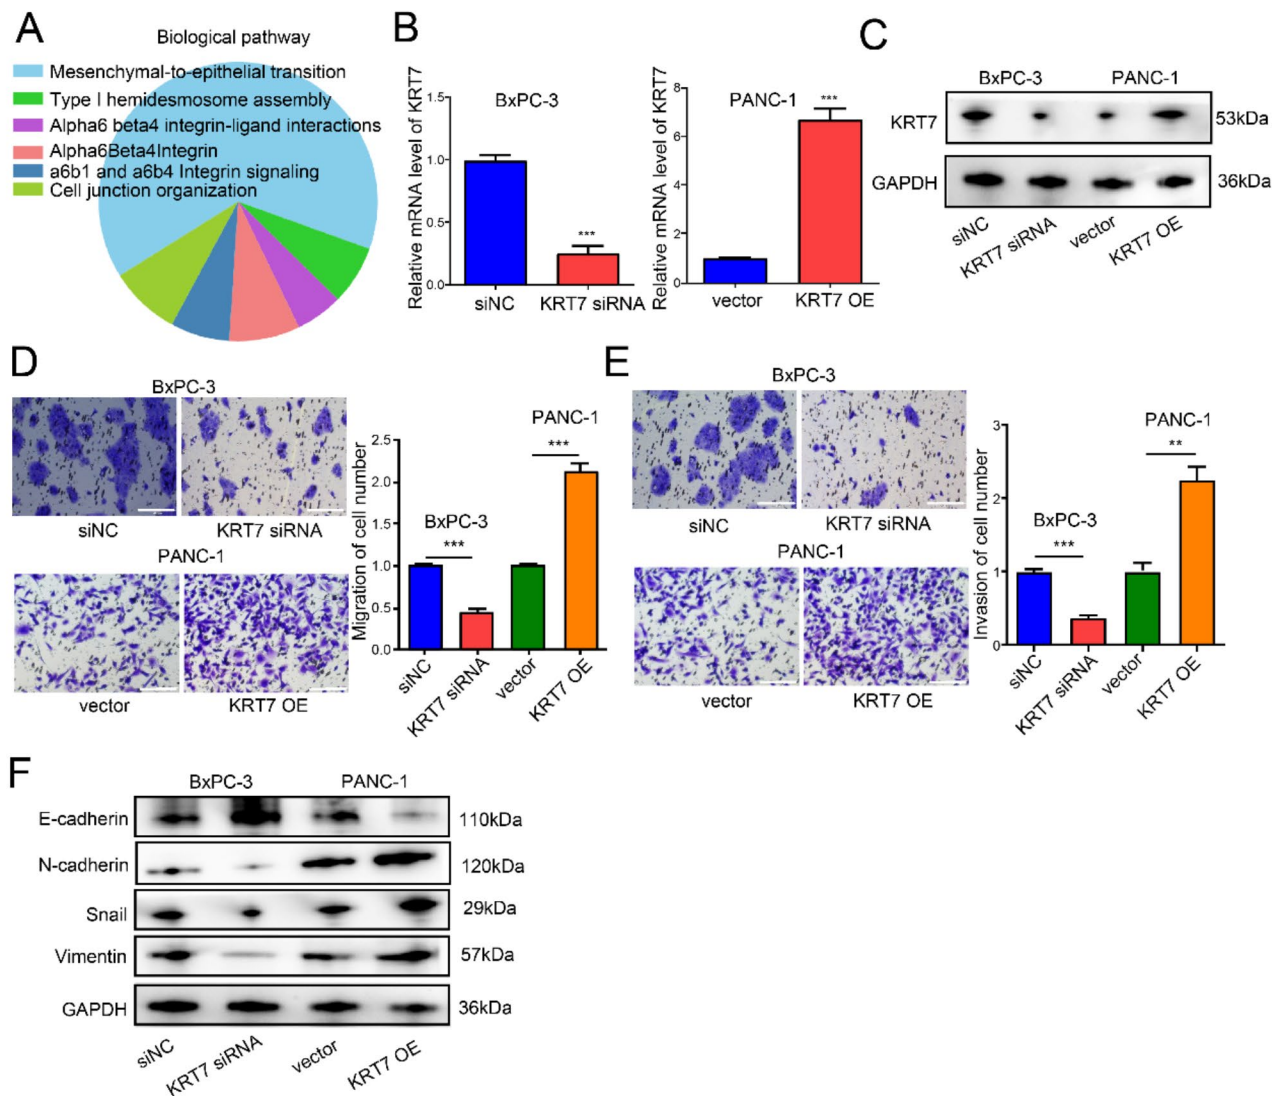 A
Biological pathway
Mesenchymal-to-epithelial transition
Type I hemidesmosome assembly
Alpha6 beta4 integrin-ligand interactions
Alpha6Beta4Integrin
a6b1 and a6b4 Integrin signaling
Cell junction organization
B
Relative mRNA level of KRT7
1.5
1.0
0.5
0.0
BxPC-3
***
siNC
KRT7 siRNA
Relative mRNA level of KRT7
8
6
4
2
0
PANC-1
***
vector
KRT7 OE
C
BxPC-3
PANC-1
KRT7
53kDa
GAPDH
36kDa
siNC
KRT7 siRNA
vector
KRT7 OE
D
BxPC-3
siNC
KRT7 siRNA
PANC-1
vector
KRT7 OE
Migration of cell number
2.5
2.0
1.5
1.0
0.5
0.0
BxPC-3
***
PANC-1
***
siNC
KRT7 siRNA
vector
KRT7 OE
E
BxPC-3
siNC
KRT7 siRNA
PANC-1
vector
KRT7 OE
Invasion of cell number
3
2
1
0
BxPC-3
***
PANC-1
**
siNC
KRT7 siRNA
vector
KRT7 OE
F
BxPC-3
PANC-1
E-cadherin
110kDa
N-cadherin
120kDa
Snail
29kDa
Vimentin
57kDa
GAPDH
36kDa
siNC
KRT7 siRNA
vector
KRT7 OE